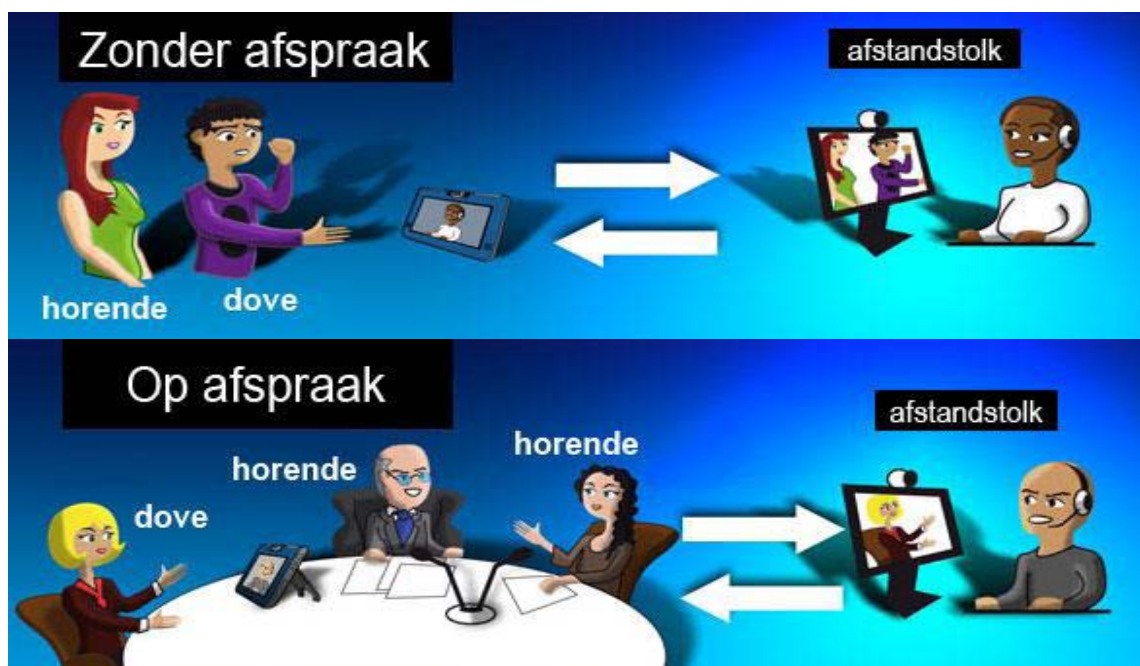 Zonder afspraak
afstandstolk
horende
dove
Op afspraak
afstandstolk
horende
horende
dove